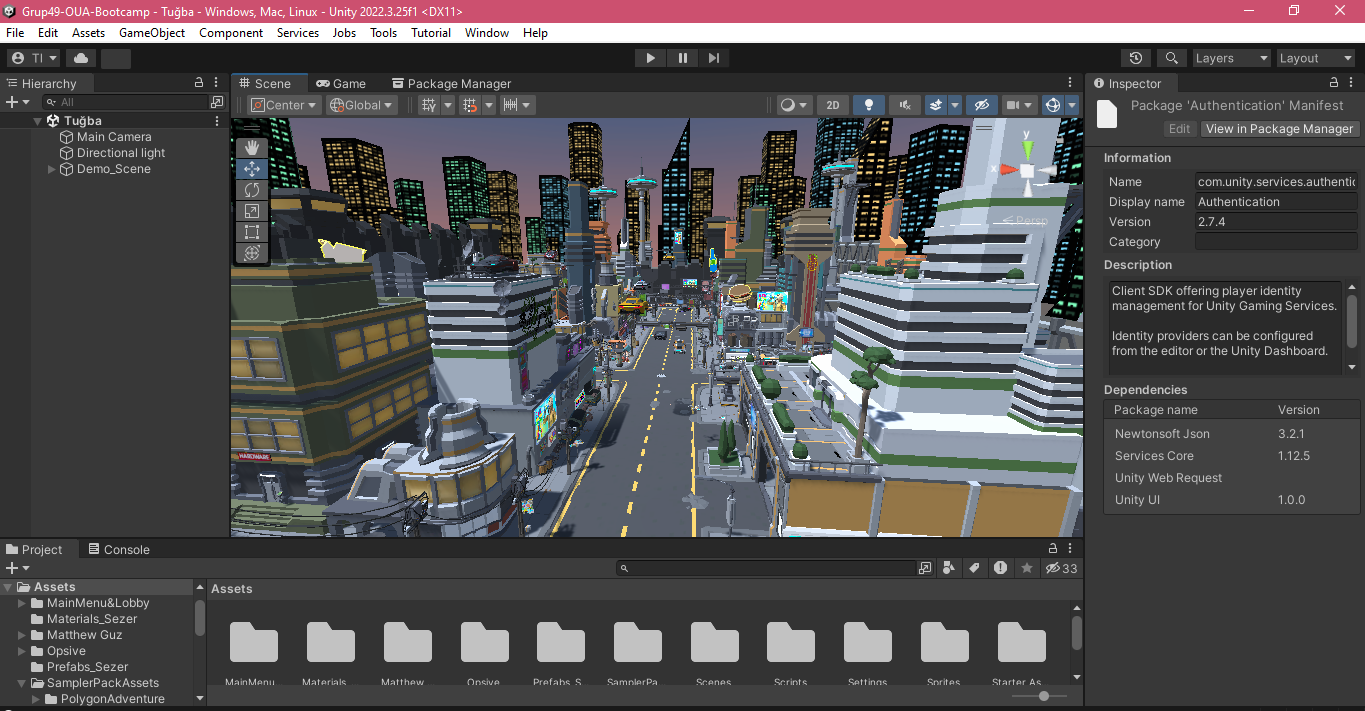 Grup49-OUA-Bootcamp - Tuğba - Windows, Mac, Linux - Unity 2022.3.25f1 <DX11>
File Edit Assets GameObject Component Services Jobs Tools Tutorial Window Help
TI
Layers
Layout
Hierarchy
All
Tuğba
Main Camera
Directional light
Demo_Scene
Scene Game Package Manager
Center Global
2D
y
x
Persp
HARDWARE
Inspector
Package 'Authentication' Manifest
Edit View in Package Manager
Information
Name com.unity.services.authentic
Display name Authentication
Version 2.7.4
Category
Description
Client SDK offering player identity
management for Unity Gaming Services.
Identity providers can be configured
from the editor or the Unity Dashboard.
Dependencies
Package name Version
Newtonsoft Json 3.2.1
Services Core 1.12.5
Unity Web Request
Unity UI 1.0.0
Project Console
33
Assets
MainMenu&Lobby
Materials_Sezer
Matthew Guz
Opsive
Prefabs_Sezer
SamplerPackAssets
PolygonAdventure
Assets
MainMenu... Materials... Matthew... Opsive Prefabs_S... SamplerPa... Scenes Scripts Settings Sprites Starter As...